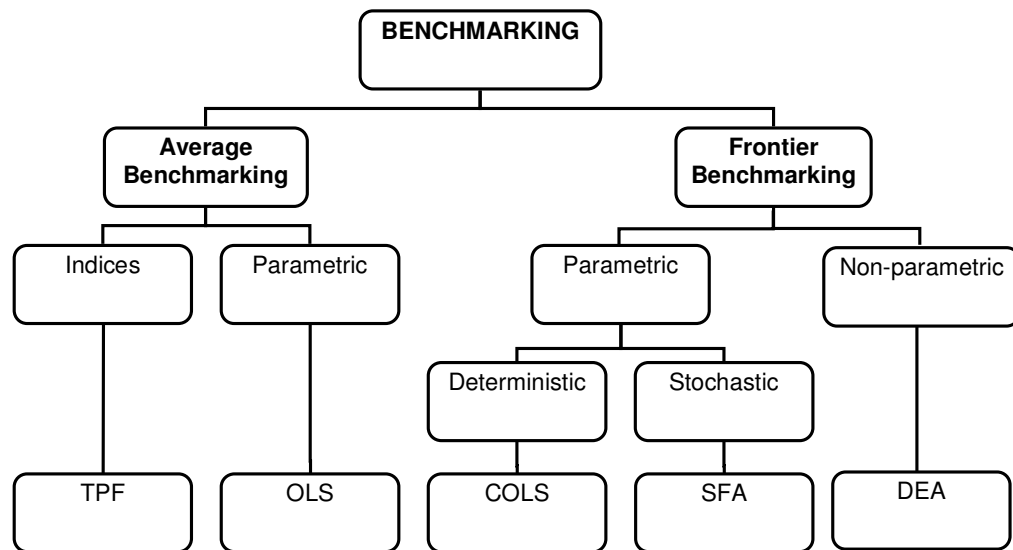 BENCHMARKING
Average
Benchmarking
Frontier
Benchmarking
Indices
Parametric
Parametric
Non-parametric
Deterministic
Stochastic
TPF
OLS
COLS
SFA
DEA